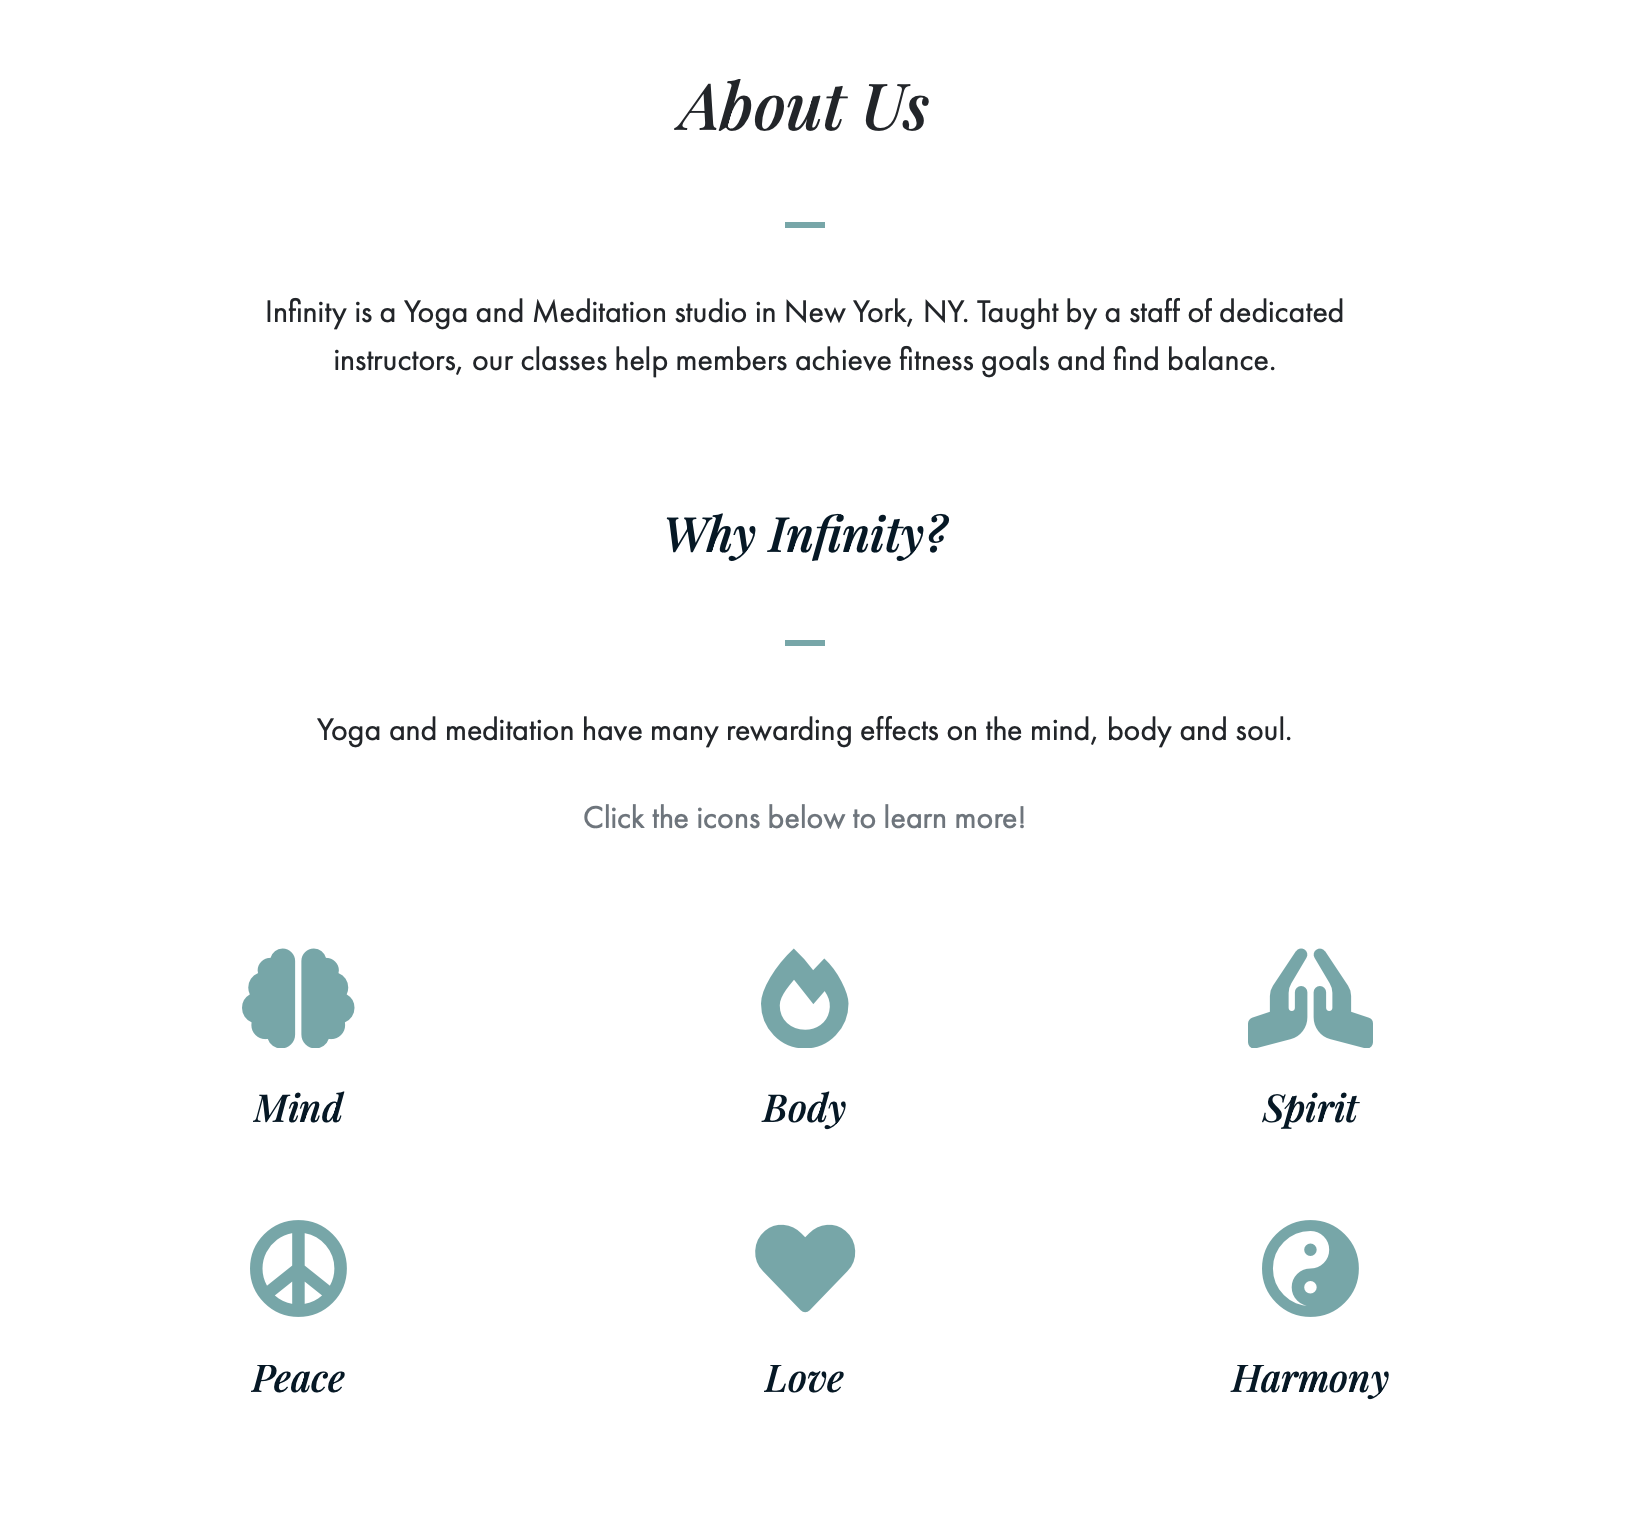 About Us
Infinity is a Yoga and Meditation studio in New York, NY. Taught by a staff of dedicated
instructors, our classes help members achieve fitness goals and find balance.
Why Infinity?
Yoga and meditation have many rewarding effects on the mind, body and soul.
Click the icons below to learn more!
Mind
Body
Spirit
Peace
Love
Harmony